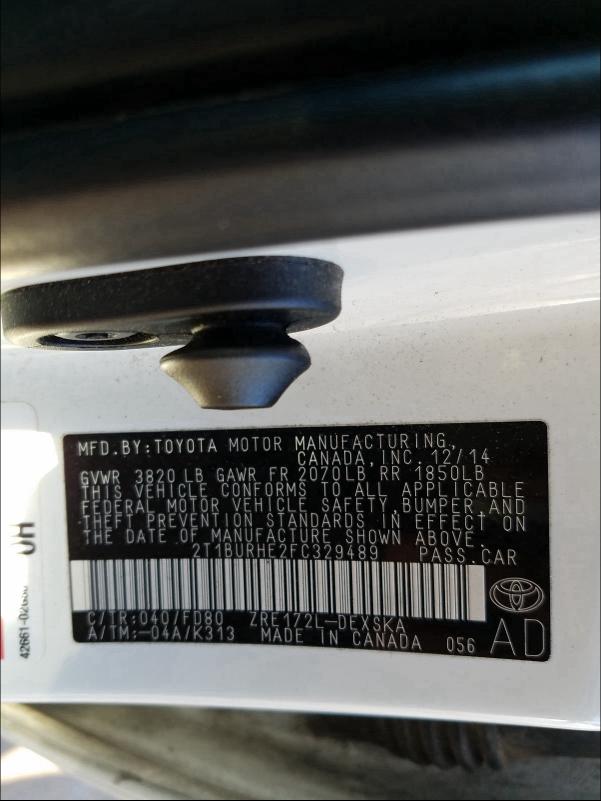 MFD.BY:TOYOTA MOTOR MANUFACTURING,
CANADA, INC. 12/14
GVWR 3820 LB GAWR FR 2070LB RR 1850LB
THIS VEHICLE CONFORMS TO ALL APPLICABLE
FEDERAL MOTOR VEHICLE SAFETY,BUMPER,AND
THEFT PREVENTION STANDARDS IN EFFECT ON
THE DATE OF MANUFACTURE SHOWN ABOVE.
2T1BURHE2FC329489 PASS.CAR
C/TR:040/FD80 ZRE172L-DEXSKA
A/TM:-04A/K313 MADE IN CANADA 056
AD